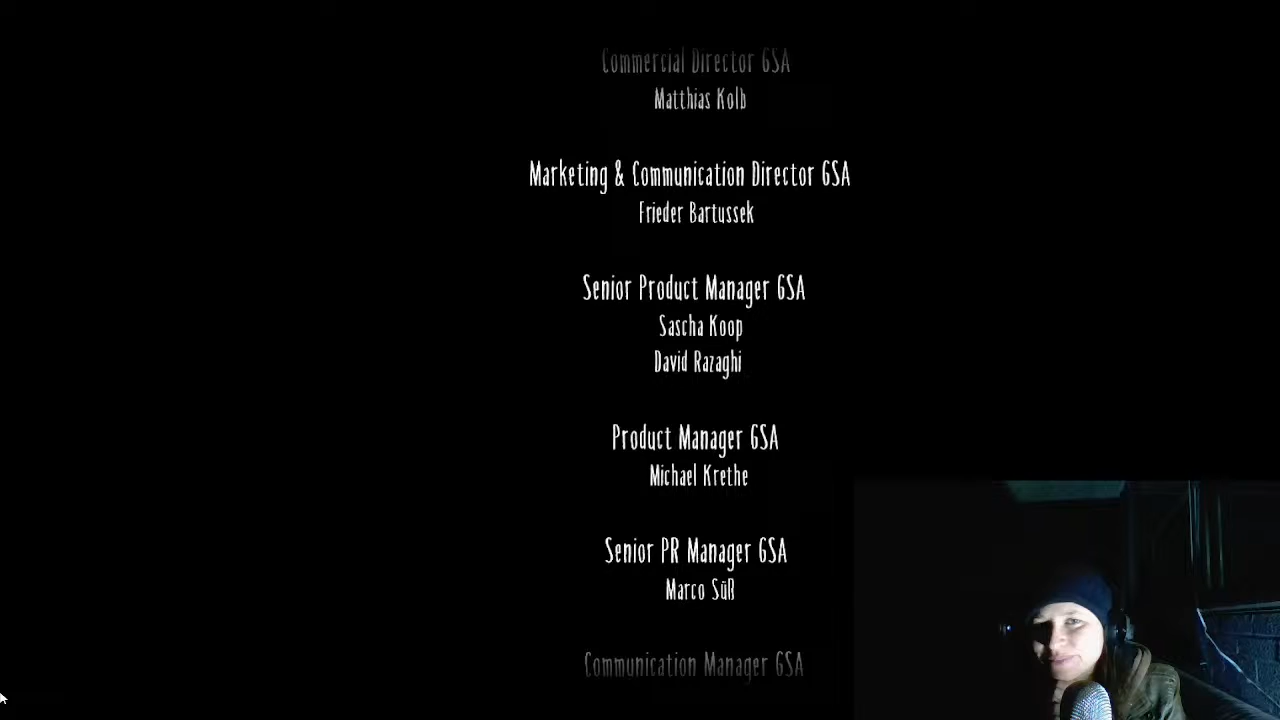 Commercial Director GSA
Matthias Kolb
Marketing & Communication Director GSA
Frieder Bartussek
Senior Product Manager GSA
Sascha Koop
David Razaghi
Product Manager GSA
Michael Krethe
Senior PR Manager GSA
Marco Süß
Communication Manager GSA